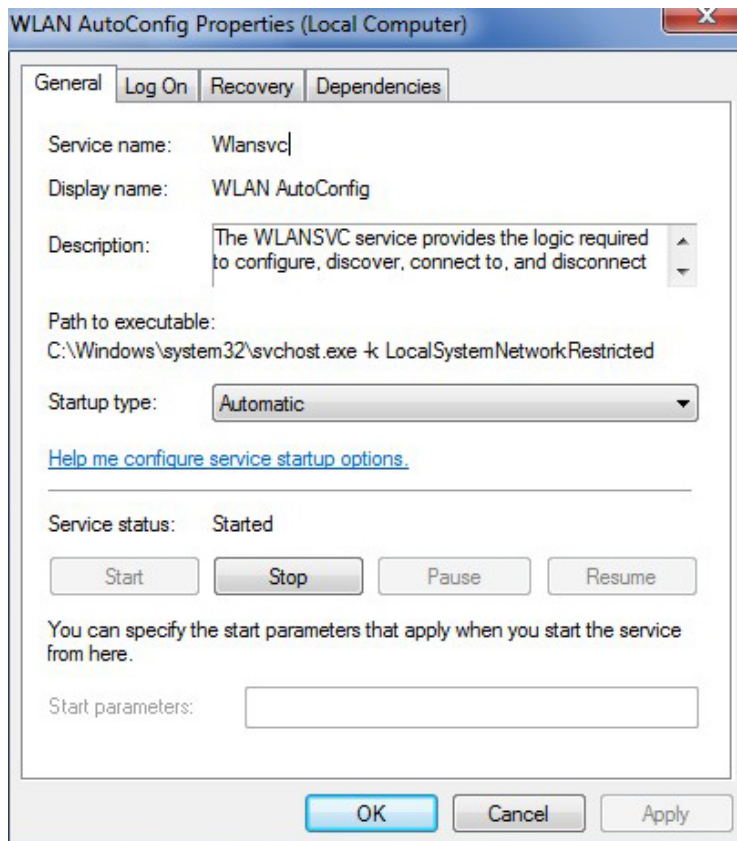 WLAN AutoConfig Properties (Local Computer)
General Log On Recovery Dependencies
Service name: Wlansvc
Display name: WLAN AutoConfig
Description: The WLANSVC service provides the logic required
to configure, discover, connect to, and disconnect
Path to executable:
C:\Windows\system32\svchost.exe -k LocalSystemNetworkRestricted
Startup type: Automatic
Help me configure service startup options.
Service status: Started
Start Stop Pause Resume
You can specify the start parameters that apply when you start the service
from here.
Start parameters:
OK Cancel Apply